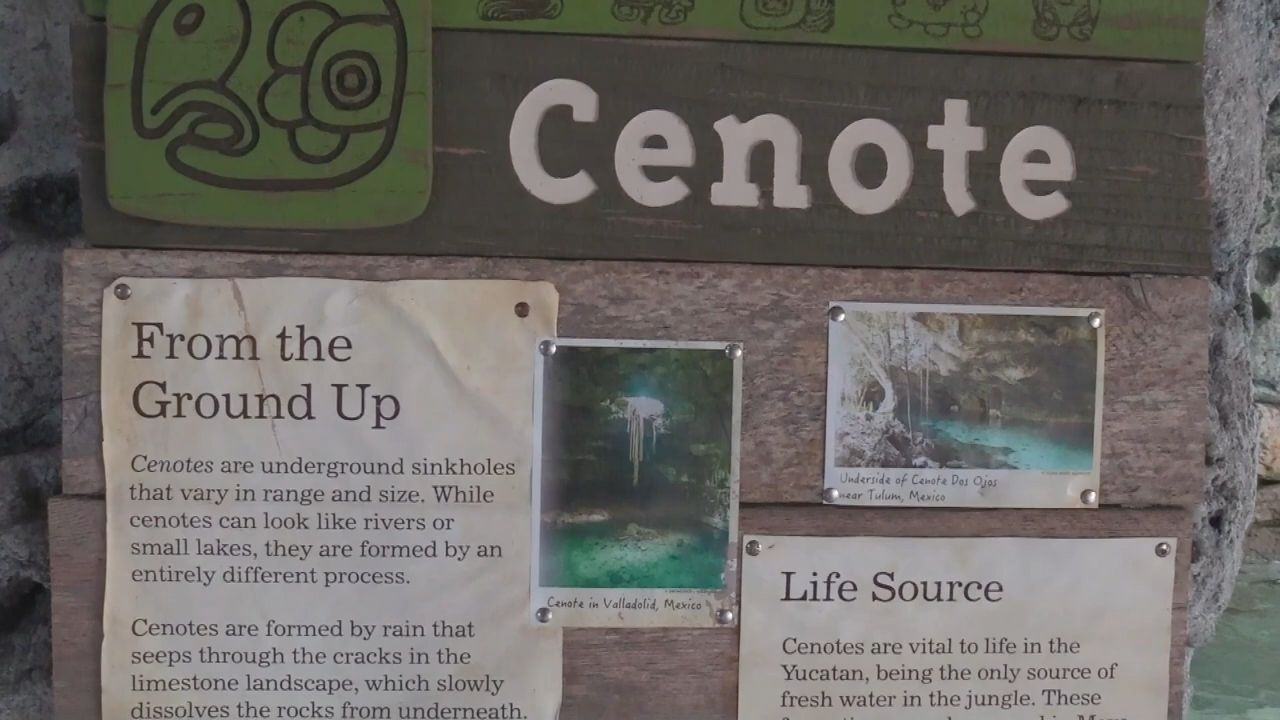 Cenote
From the
Ground Up
Cenotes are underground sinkholes
that vary in range and size. While
cenotes can look like rivers or
small lakes, they are formed by an
entirely different process.
Cenotes are formed by rain that
seeps through the cracks in the
limestone landscape, which slowly
dissolves the rocks from underneath.
Cenote in Valladolid, Mexico
Underside of Cenote Dos Ojos
near Tulum, Mexico
Life Source
Cenotes are vital to life in the
Yucatan, being the only source of
fresh water in the jungle. These